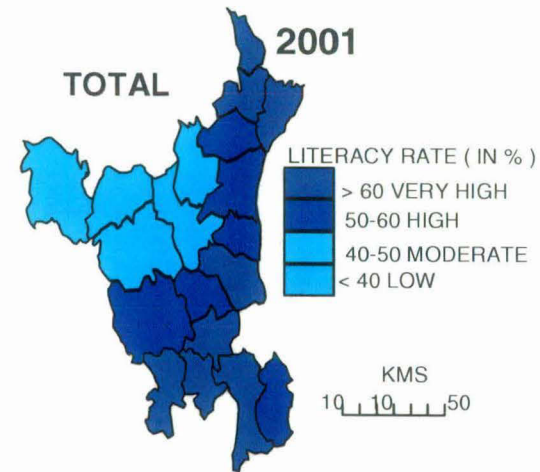 2001
TOTAL
LITERACY RATE ( IN % )
> 60 VERY HIGH
50-60 HIGH
40-50 MODERATE
< 40 LOW
KMS
10 10 50